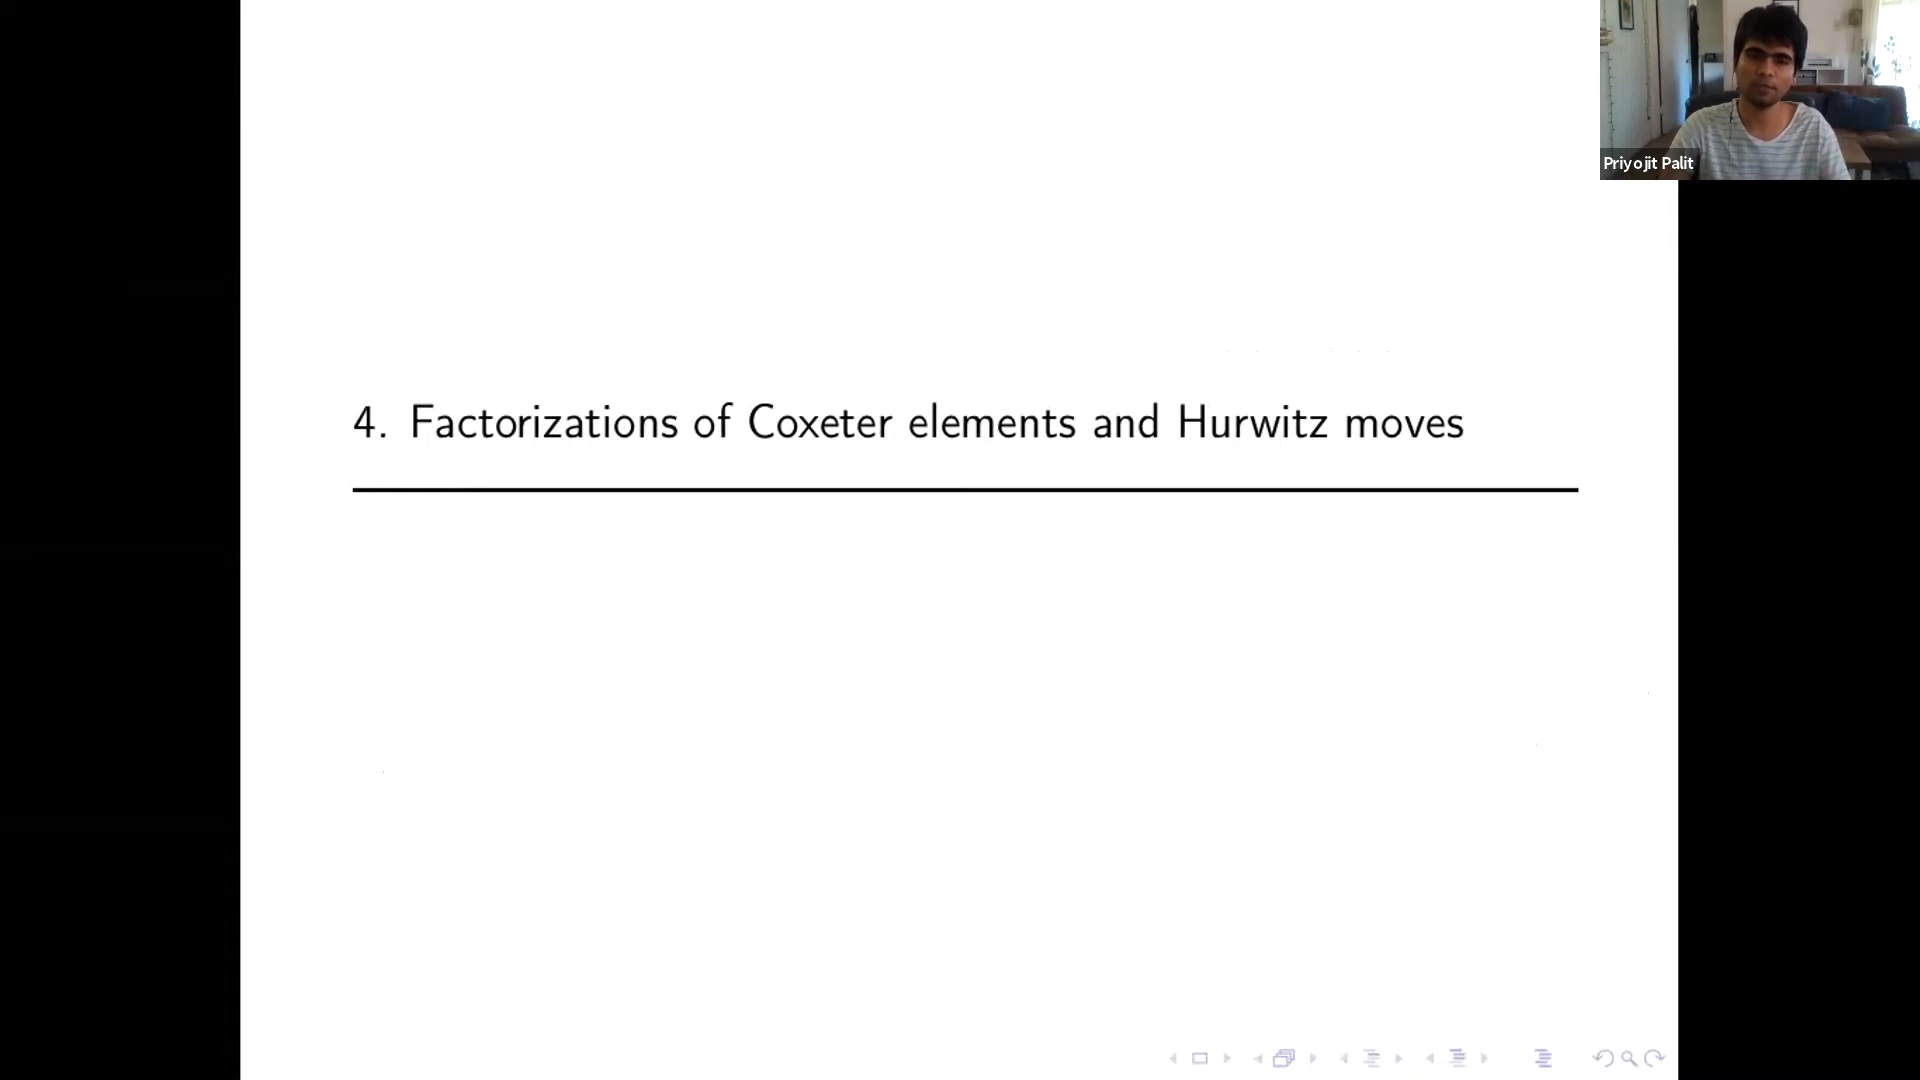 Priyojit Palit
4. Factorizations of Coxeter elements and Hurwitz moves